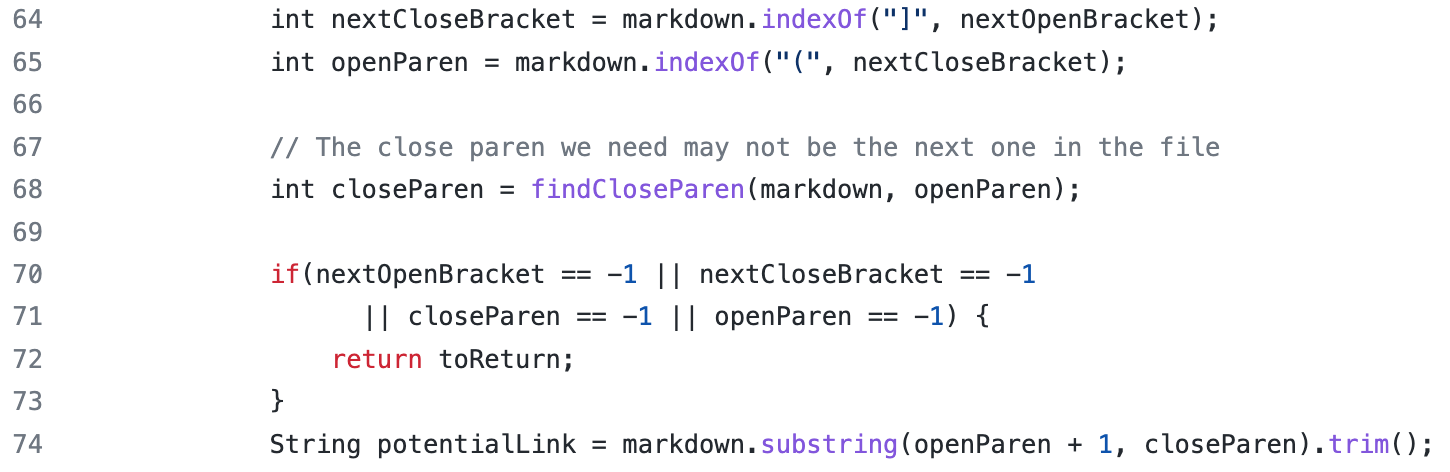 64 int nextCloseBracket = markdown.indexOf("]", nextOpenBracket);
65 int openParen = markdown.indexOf("(", nextCloseBracket);
66
67 // The close paren we need may not be the next one in the file
68 int closeParen = findCloseParen(markdown, openParen);
69
70 if(nextOpenBracket == -1 || nextCloseBracket == -1
71 || closeParen == -1 || openParen == -1) {
72 return toReturn;
73 }
74 String potentialLink = markdown.substring(openParen + 1, closeParen).trim();